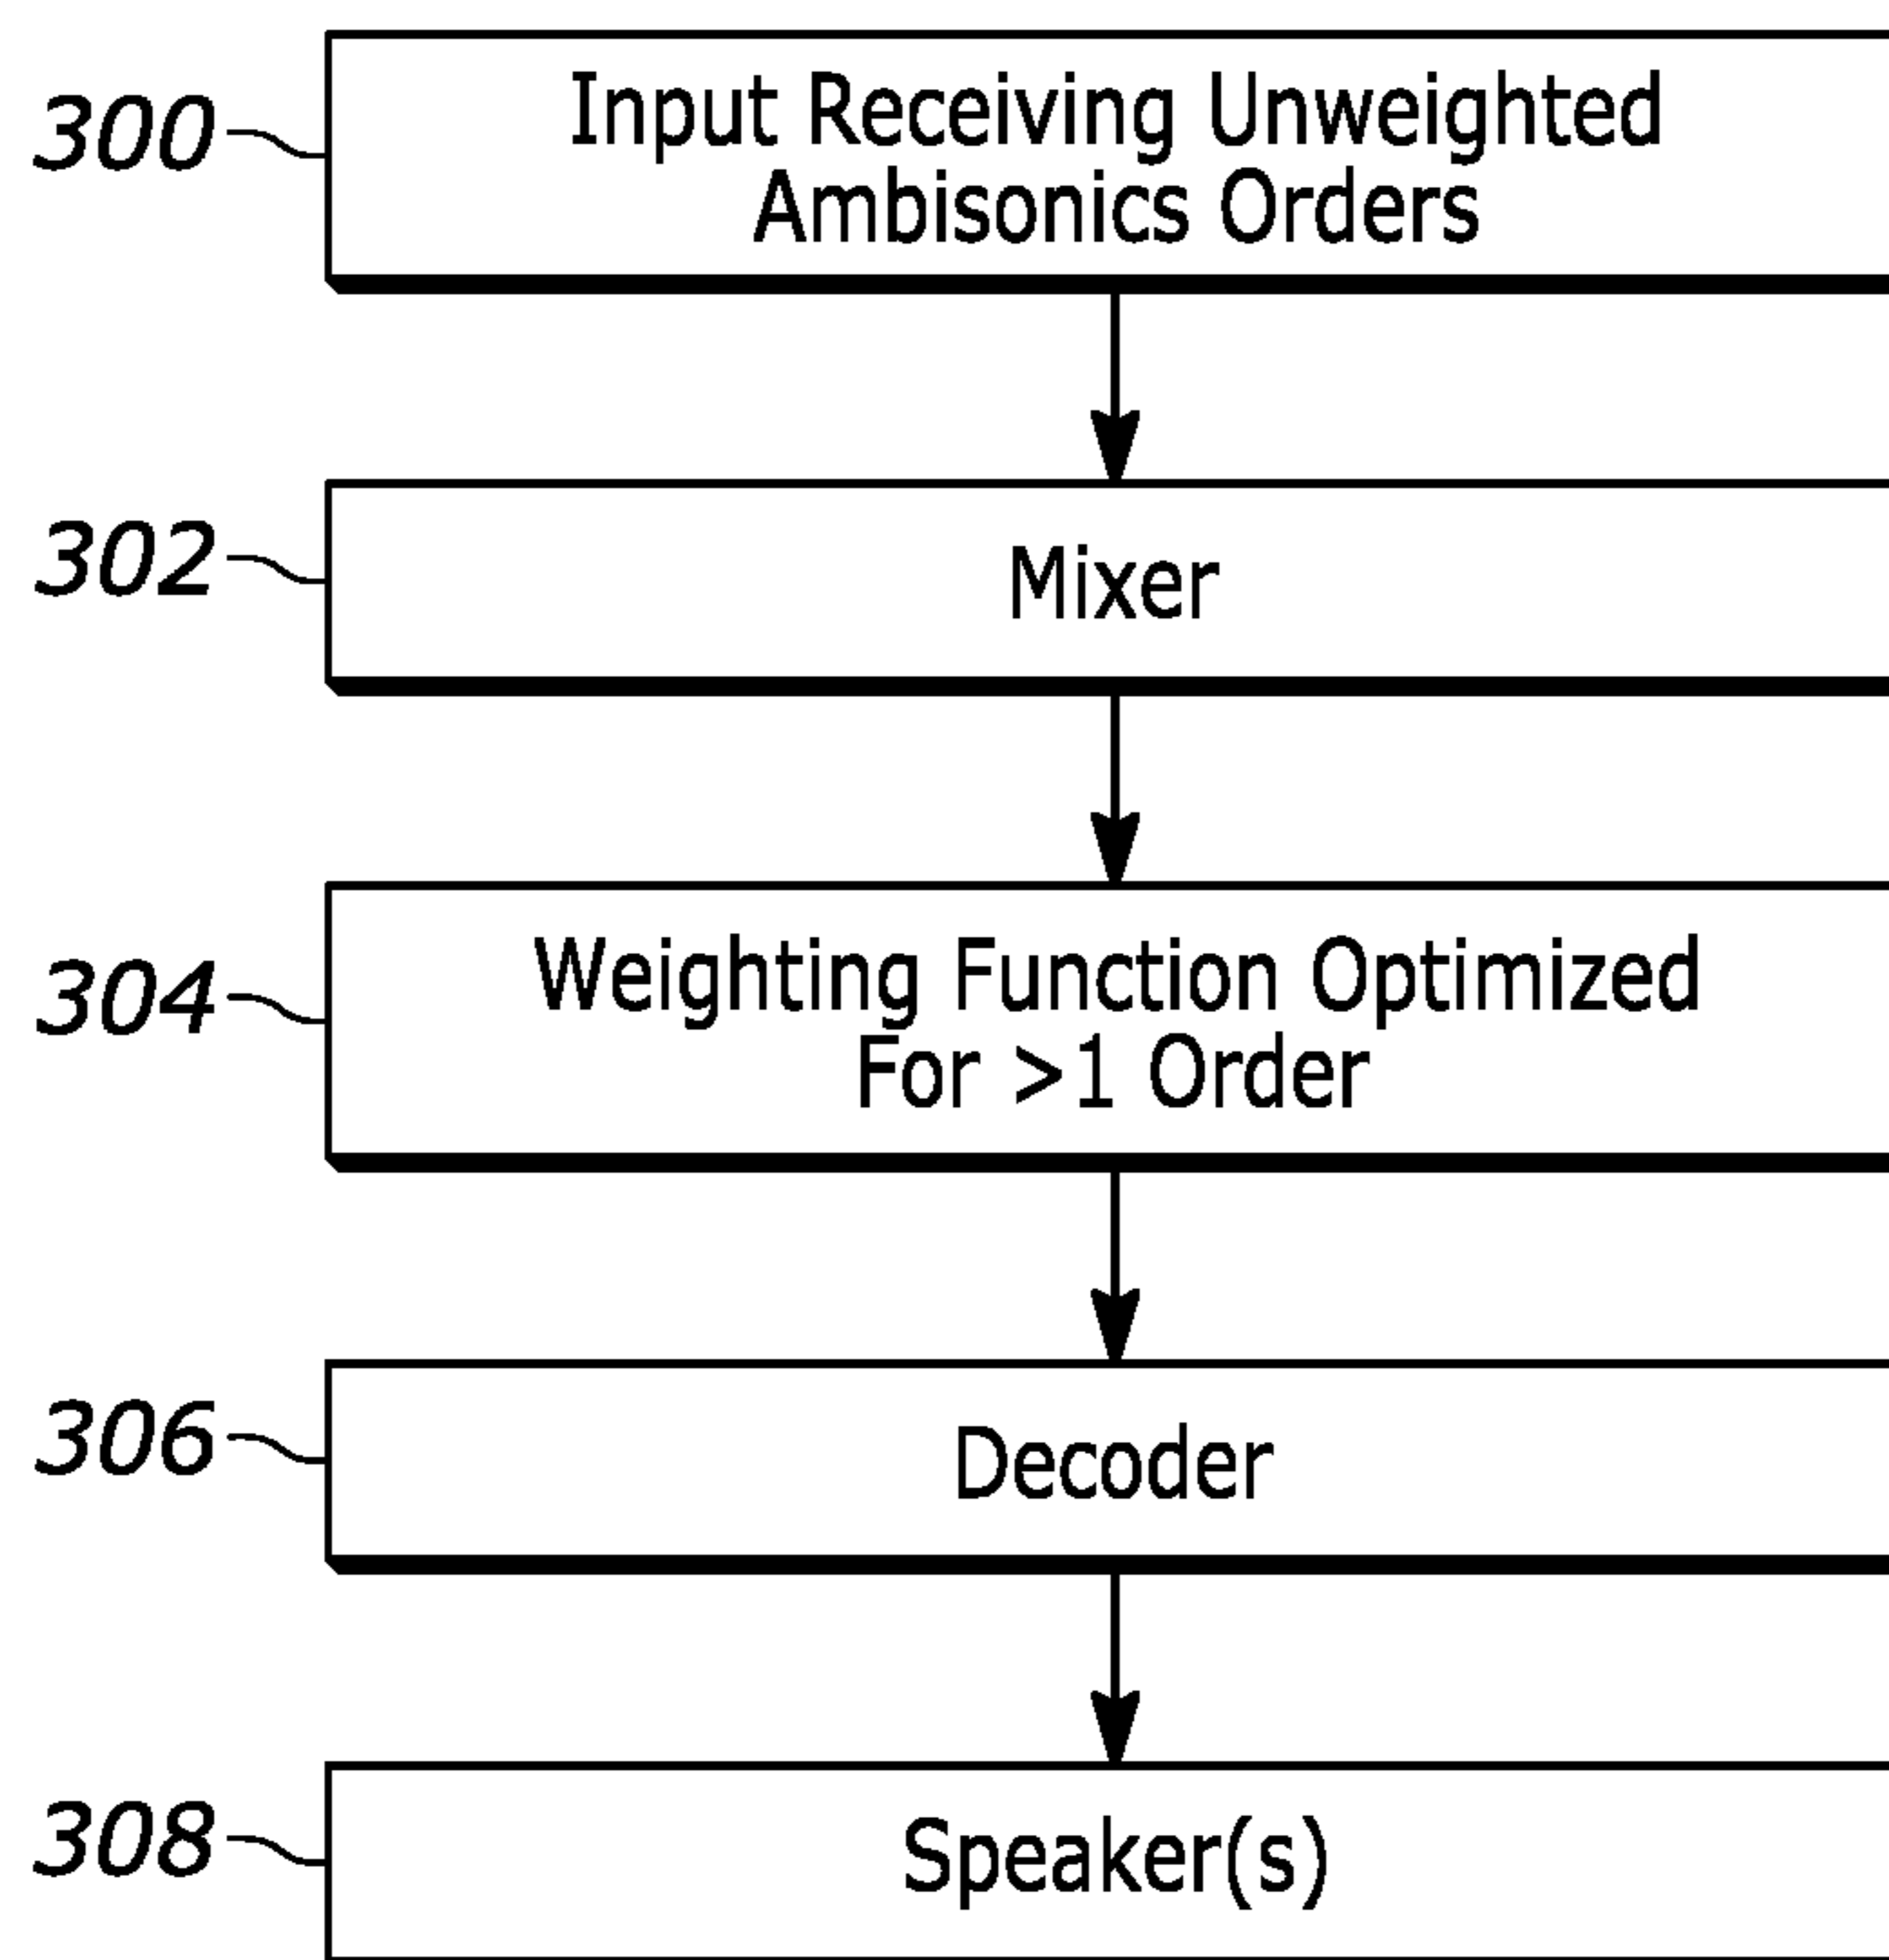 300
Input Receiving Unweighted
Ambisonics Orders
302
Mixer
304
Weighting Function Optimized
For >1 Order
306
Decoder
308
Speaker(s)